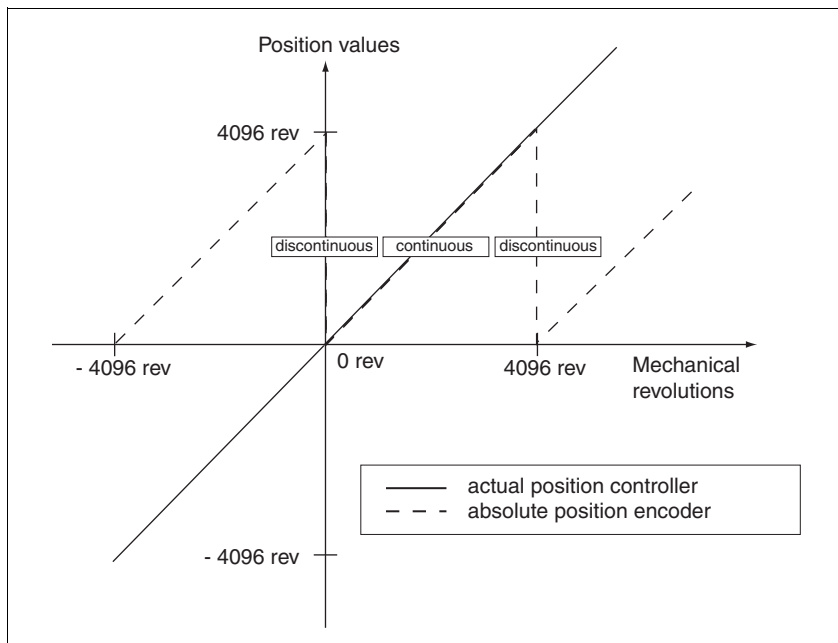 Position values
4096 rev
discontinuous
continuous
discontinuous
- 4096 rev
0 rev
4096 rev
Mechanical
revolutions
actual position controller
absolute position encoder
- 4096 rev